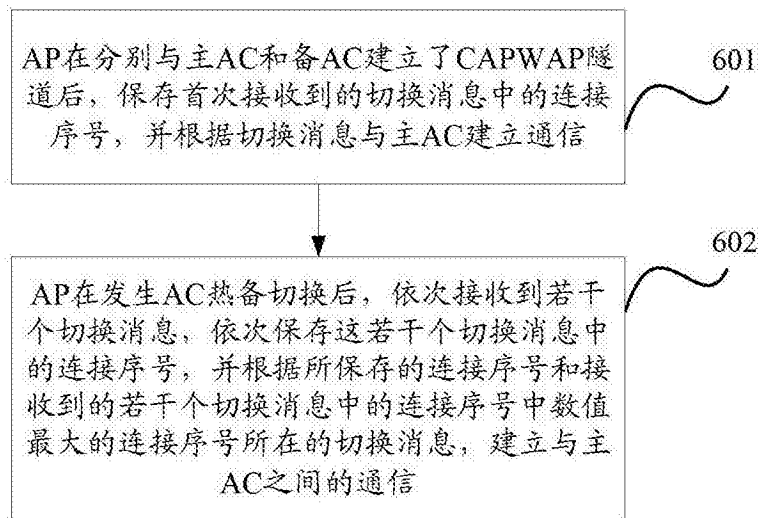 AP在分别与主AC和备AC建立了CAPWAP隧
道后，保存首次接收到的切换消息中的连接
序号，并根据切换消息与主AC建立通信
601
602
AP在发生AC热备切换后，依次接收到若干
个切换消息，依次保存这若干个切换消息中
的连接序号，并根据所保存的连接序号和接
收到的若干个切换消息中的连接序号中数值
最大的连接序号所在的切换消息，建立与主
AC之间的通信